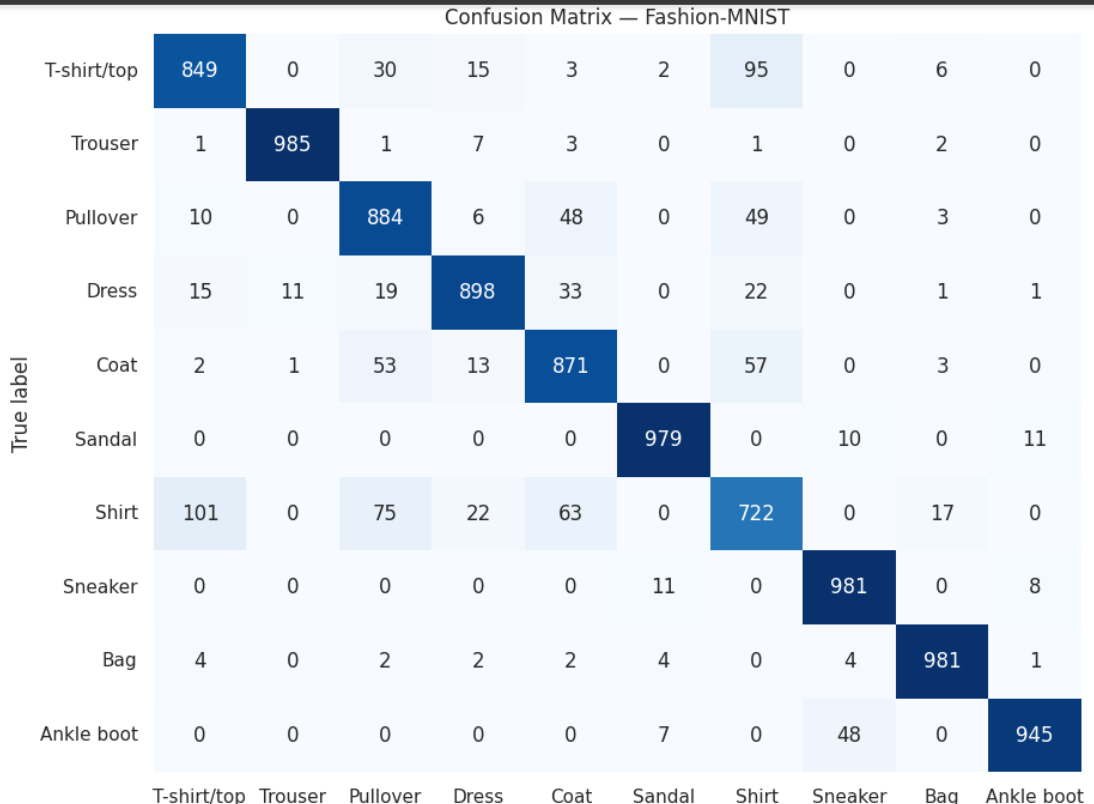 Confusion Matrix — Fashion-MNIST
T-shirt/top 849 0 30 15 3 2 95 0 6 0
Trouser 1 985 1 7 3 0 1 0 2 0
Pullover 10 0 884 6 48 0 49 0 3 0
Dress 15 11 19 898 33 0 22 0 1 1
Coat 2 1 53 13 871 0 57 0 3 0
True label
Sandal 0 0 0 0 0 979 0 10 0 11
Shirt 101 0 75 22 63 0 722 0 17 0
Sneaker 0 0 0 0 0 11 0 981 0 8
Bag 4 0 2 2 2 4 0 4 981 1
Ankle boot 0 0 0 0 0 7 0 48 0 945
T-shirt/top Trouser Pullover Dress Coat Sandal Shirt Sneaker Bag Ankle boot